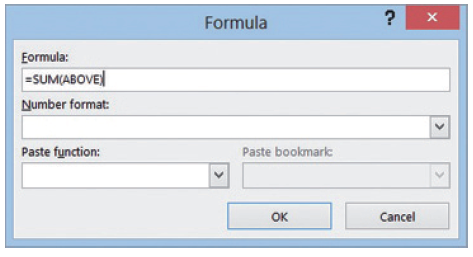 Formula
?
×
Formula:
=SUM(ABOVE)
Number format:
Paste function: Paste bookmark:
OK Cancel